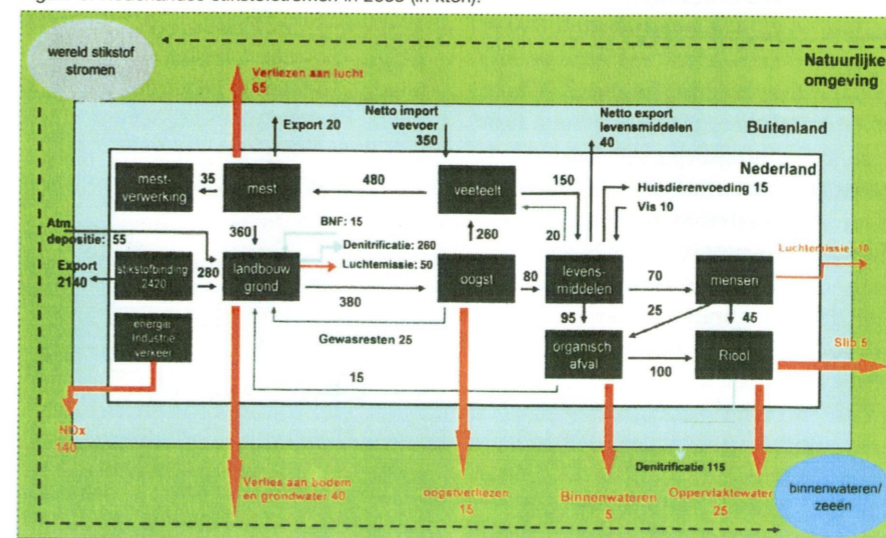 wereld stikstof
stromen
Natuurlijke
omgeving
Verliezen aan lucht
65
Export 20
Netto import
veevoer
350
Netto export
levensmiddelen
40
Buitenland
Nederland
mest-
verwerking
35
mest
480
veeteelt
150
Huisdierenvoeding 15
Vis 10
Atm.
depositie: 55
360
BNF: 15
Denitrificatie: 260
Luchtemissie: 50
260
20
Luchtemissie: 10
Export
2140
stikstofbinding
2420
280
landbouw
grond
380
oogst
80
levens-
middelen
70
mensen
25
95
45
energie
Industrie
verkeer
Gewasresten 25
organisch
afval
100
Riool
Slib 5
15
NOx
140
Denitrificatie 115
Verlies aan bodem
en grondwater 40
oogstverliezen
15
Binnenwateren
5
Oppervlaktewater
25
binnenwateren/
zeeën